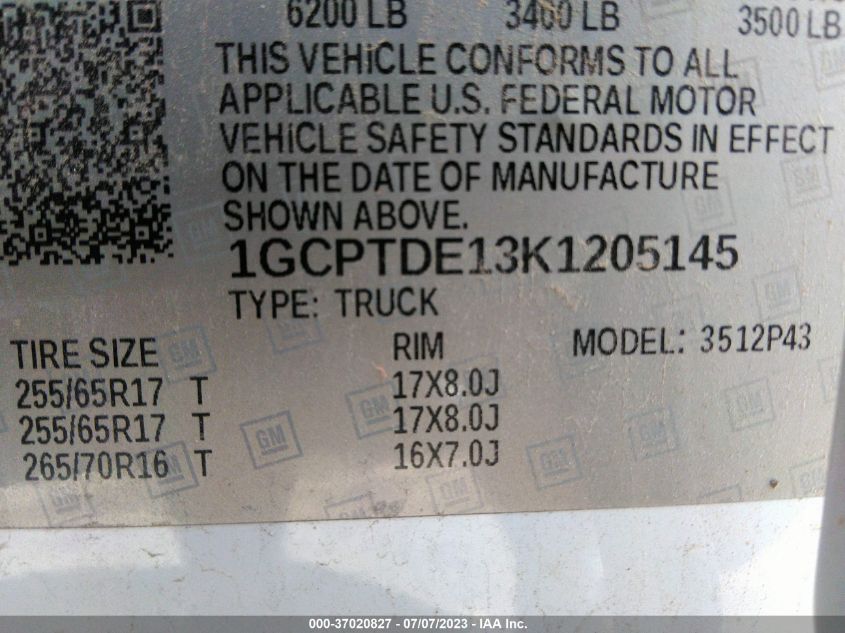 6200 LB 3400 LB 3500 LB
THIS VEHICLE CONFORMS TO ALL
APPLICABLE U.S. FEDERAL MOTOR
VEHICLE SAFETY STANDARDS IN EFFECT
ON THE DATE OF MANUFACTURE
SHOWN ABOVE.
1GCPTDE13K1205145
TYPE: TRUCK
TIRE SIZE RIM MODEL: 3512P43
255/65R17 T 17X8.0J
255/65R17 T 17X8.0J
265/70R16 T 16X7.0J
000-37020827 - 07/07/2023 - IAA, Inc.